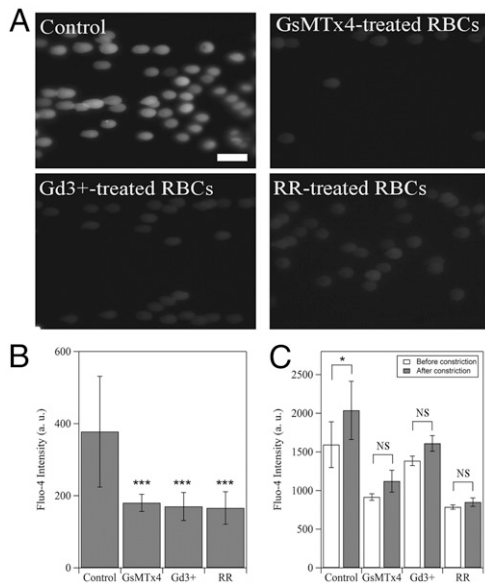 A
Control
GsMTx4-treated RBCs
Gd3+-treated RBCs
RR-treated RBCs
B
600
400
200
0
Fluo-4 Intensity (a. u.)
***
***
***
Control
GsMTx4
Gd3+
RR
C
Before constriction
After constriction
2500
2000
1500
1000
500
0
Fluo-4 Intensity (a. u.)
*
NS
NS
NS
Control
GsMTx4
Gd3+
RR